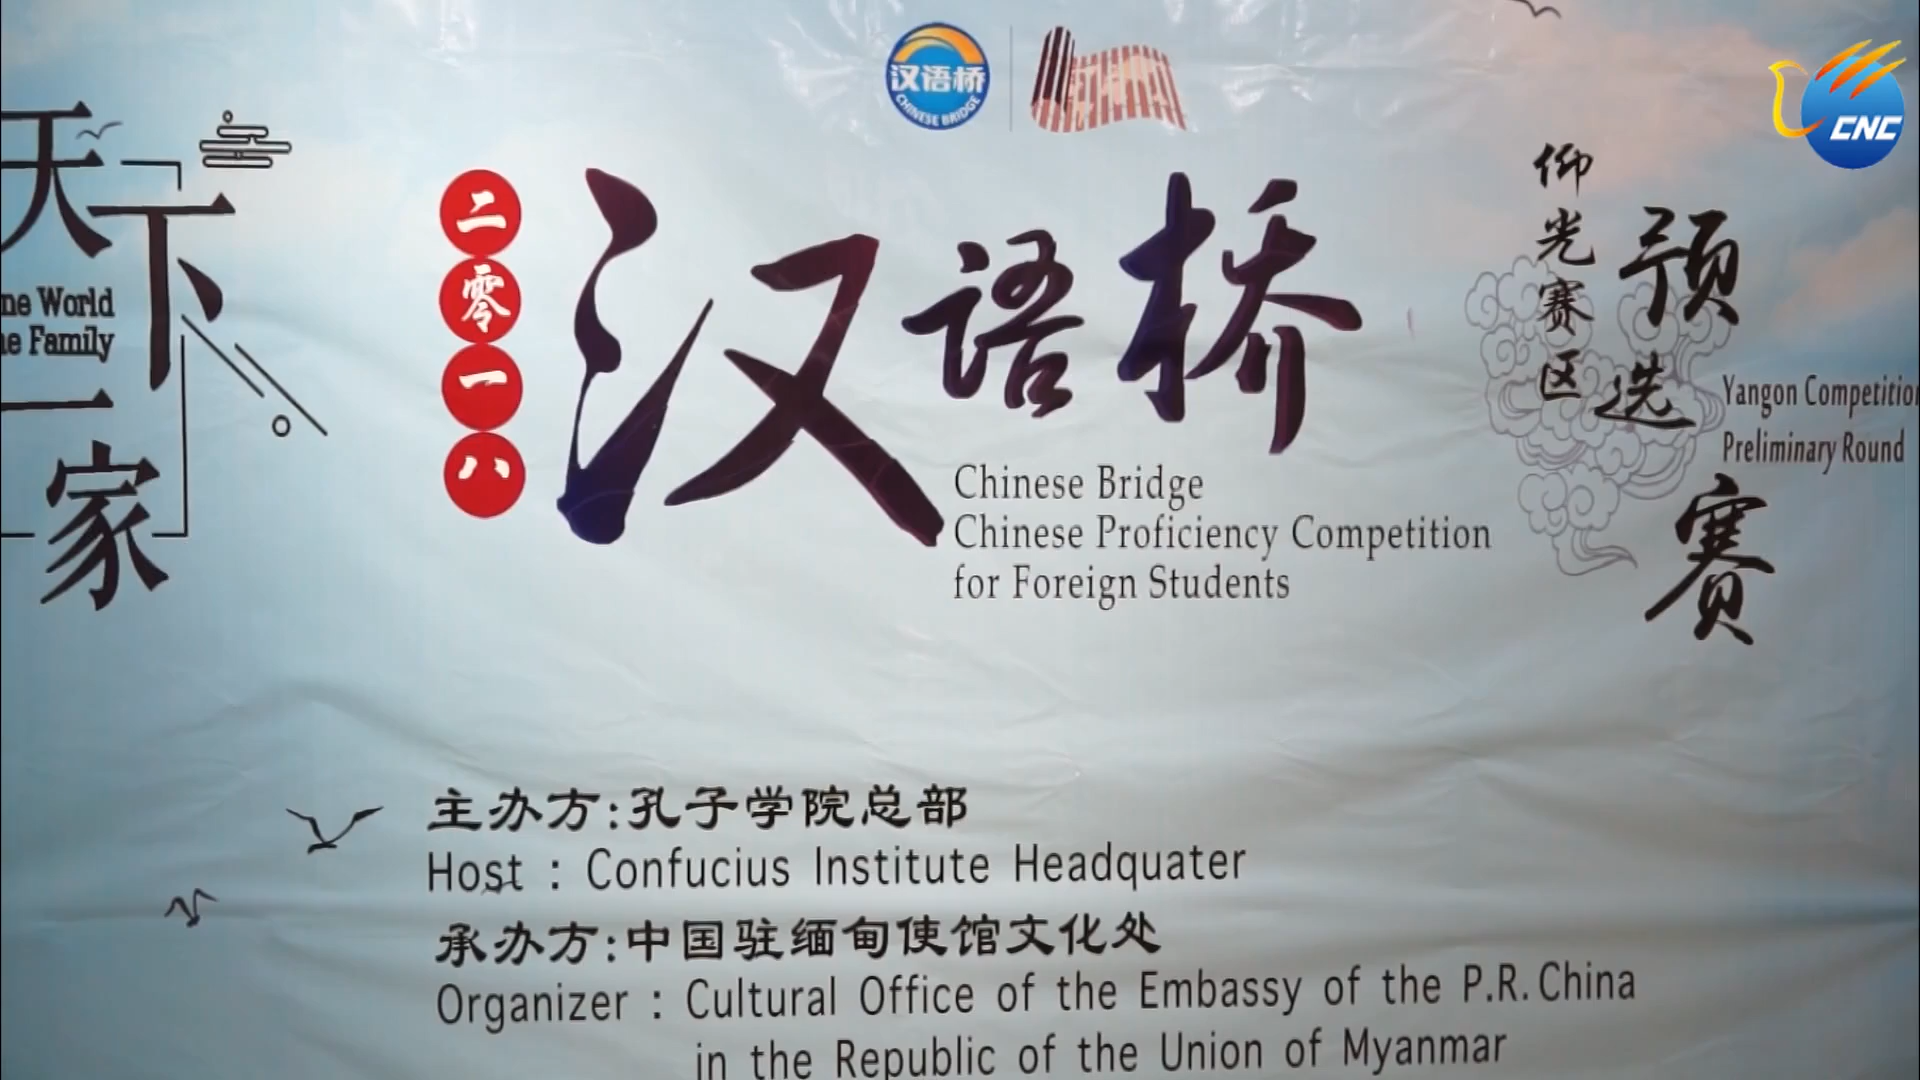 汉语桥
CHINESE BRIDGE
CNC
天下一家
ne World
e Family
二零一八
汉语桥
Chinese Bridge
Chinese Proficiency Competition
for Foreign Students
仰光赛区
预选赛
Yangon Competition
Preliminary Round
主办方:孔子学院总部
Host : Confucius Institute Headquater
承办方:中国驻缅甸使馆文化处
Organizer : Cultural Office of the Embassy of the P.R. China
in the Republic of the Union of Myanmar